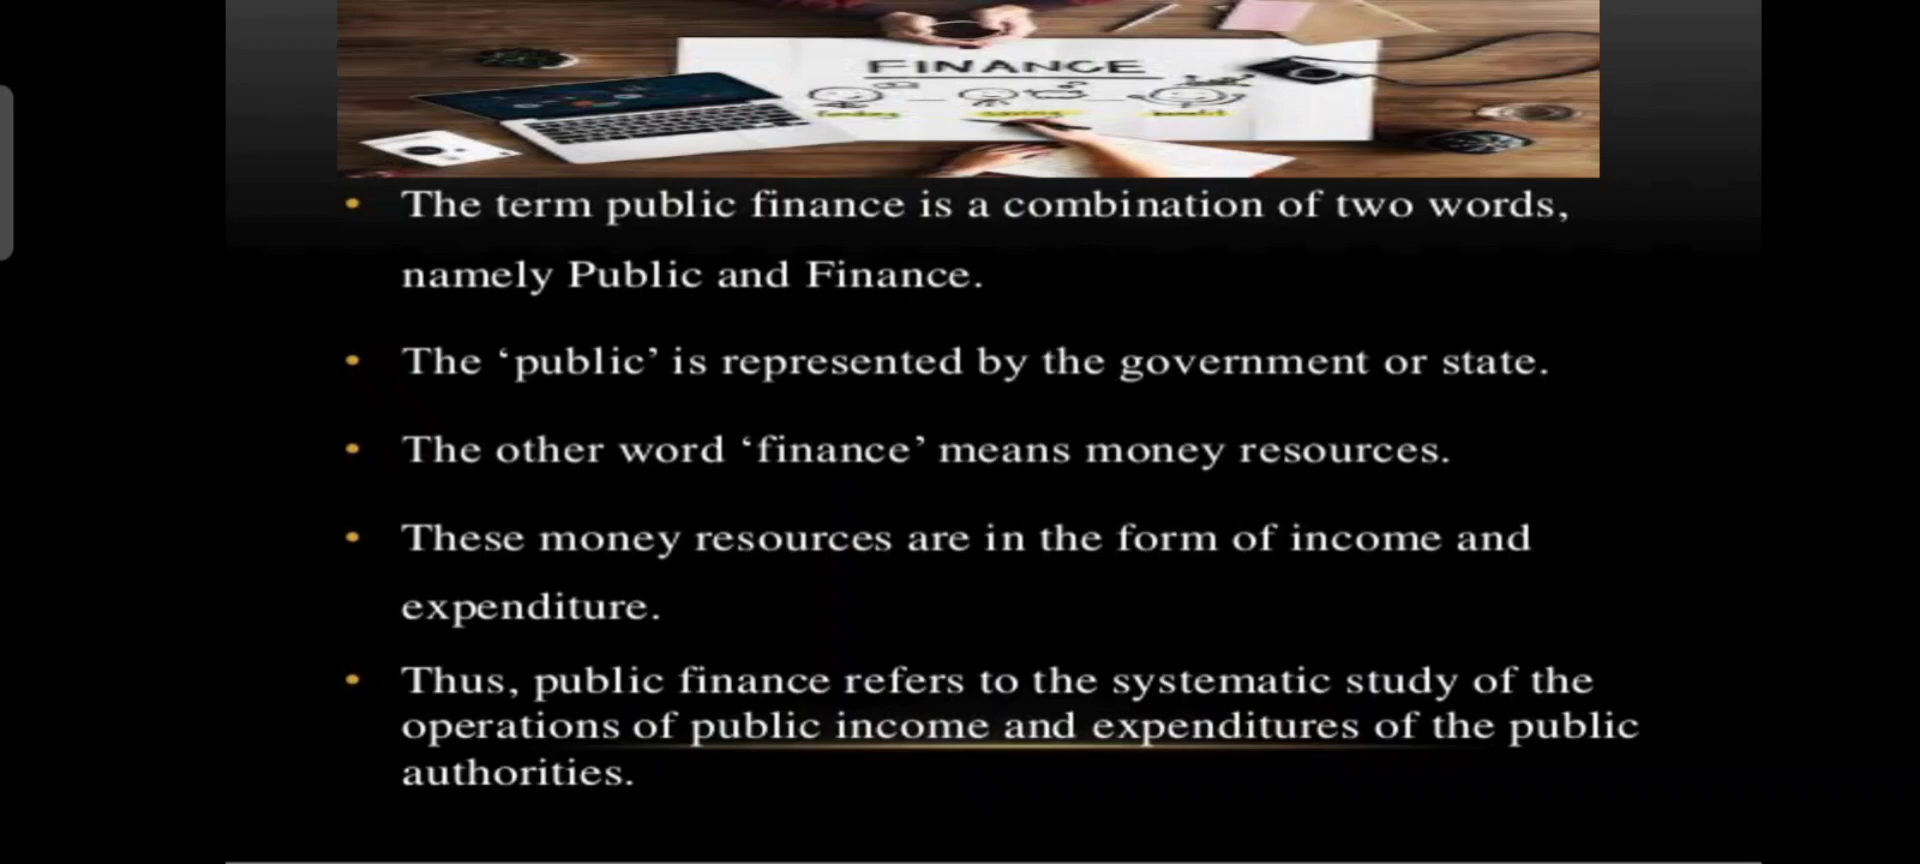 FINANCE
• The term public finance is a combination of two words,
namely Public and Finance.
• The ‘public’ is represented by the government or state.
• The other word ‘finance’ means money resources.
• These money resources are in the form of income and
expenditure.
• Thus, public finance refers to the systematic study of the
operations of public income and expenditures of the public
authorities.